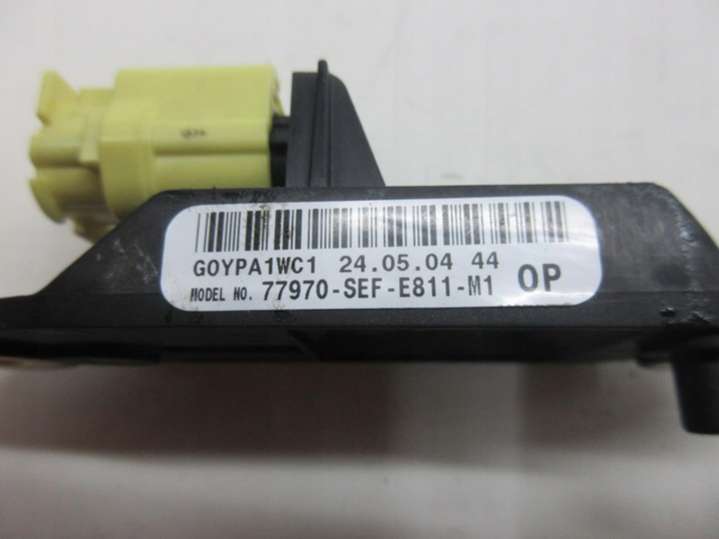 G0YPA1WC1 24.05.04 44
MODEL NO. 77970-SEF-E811-M1 OP